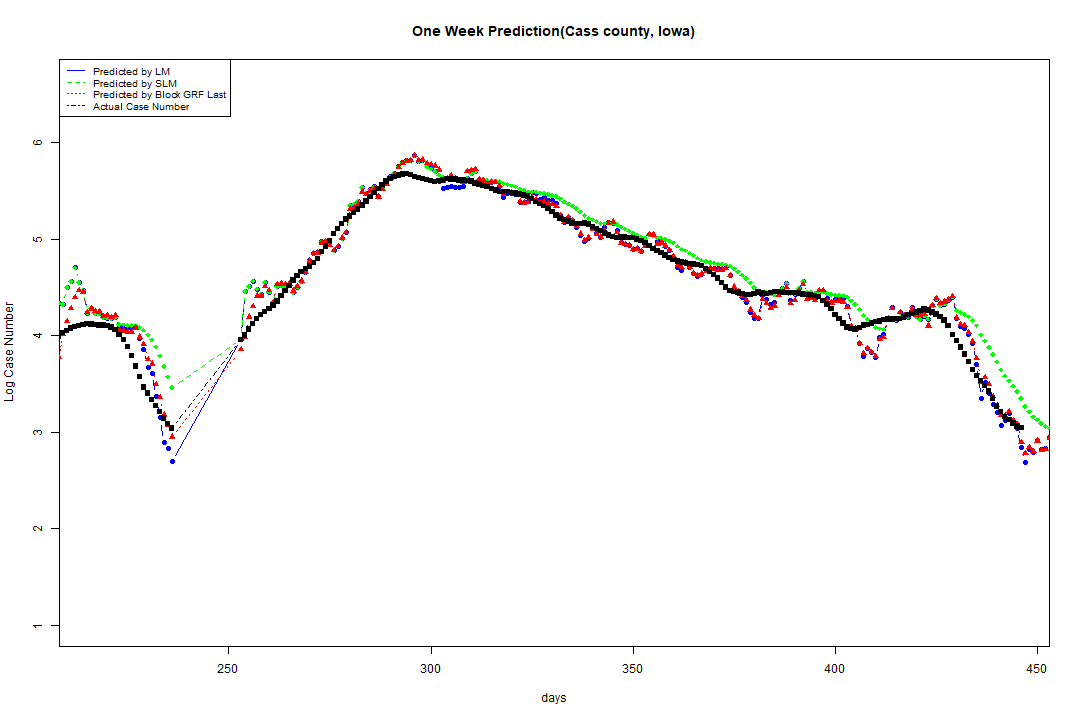 One Week Prediction(Cass county, Iowa)
Predicted by LM
Predicted by SLM
Predicted by Block GRF Last
Actual Case Number
6
5
4
3
2
1
Log Case Number
250 300 350 400 450
days